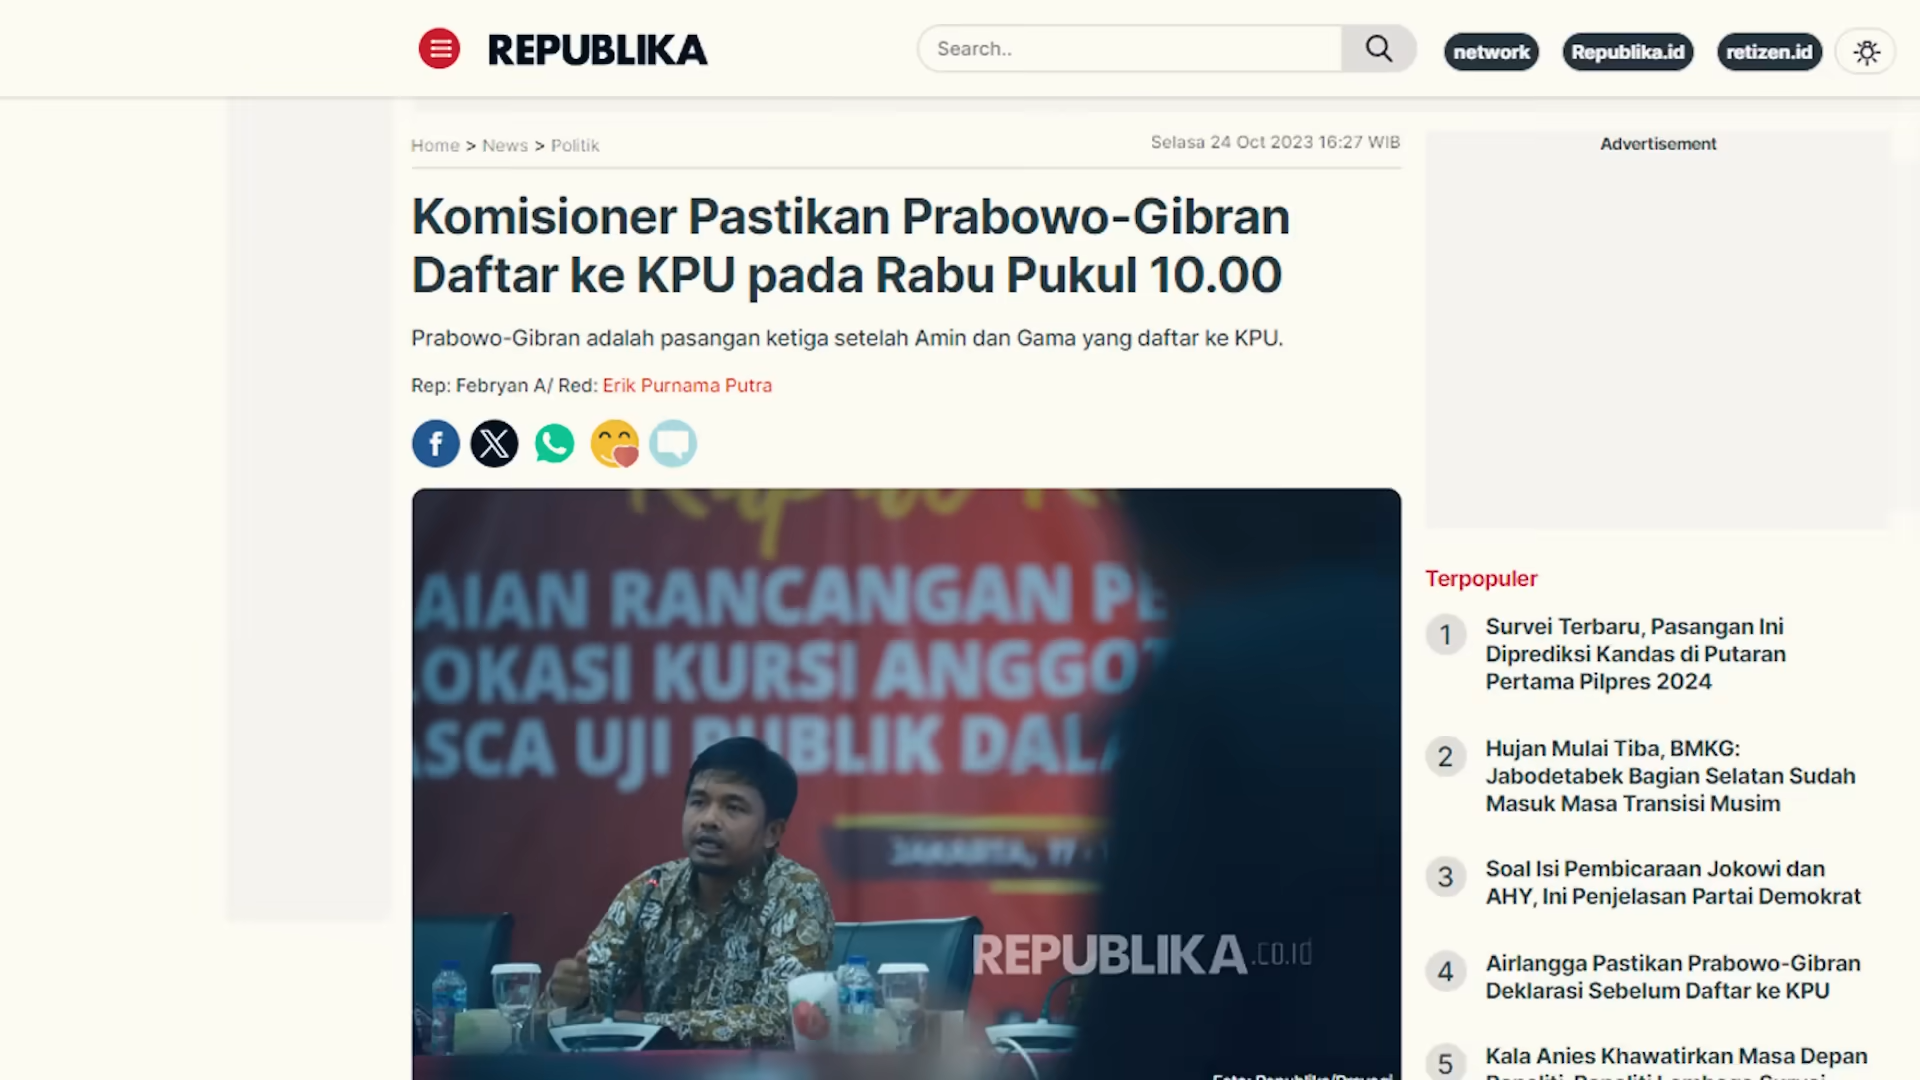 REPUBLIKA
Search..
network
Republika.id
retizen.id
Home > News > Politik
Selasa 24 Oct 2023 16:27 WIB
Komisioner Pastikan Prabowo-Gibran
Daftar ke KPU pada Rabu Pukul 10.00
Prabowo-Gibran adalah pasangan ketiga setelah Amin dan Gama yang daftar ke KPU.
Rep: Febryan A/ Red: Erik Purnama Putra
AIAN RANCANGAN PE
LOKASI KURSI ANGGOT
ASCA UJI PUBLIK DALA
JAKARTA, 17
REPUBLIKA.co.id
Advertisement
Terpopuler
1
Survei Terbaru, Pasangan Ini
Diprediksi Kandas di Putaran
Pertama Pilpres 2024
2
Hujan Mulai Tiba, BMKG:
Jabodetabek Bagian Selatan Sudah
Masuk Masa Transisi Musim
3
Soal Isi Pembicaraan Jokowi dan
AHY, Ini Penjelasan Partai Demokrat
4
Airlangga Pastikan Prabowo-Gibran
Deklarasi Sebelum Daftar ke KPU
5
Kala Anies Khawatirkan Masa Depan